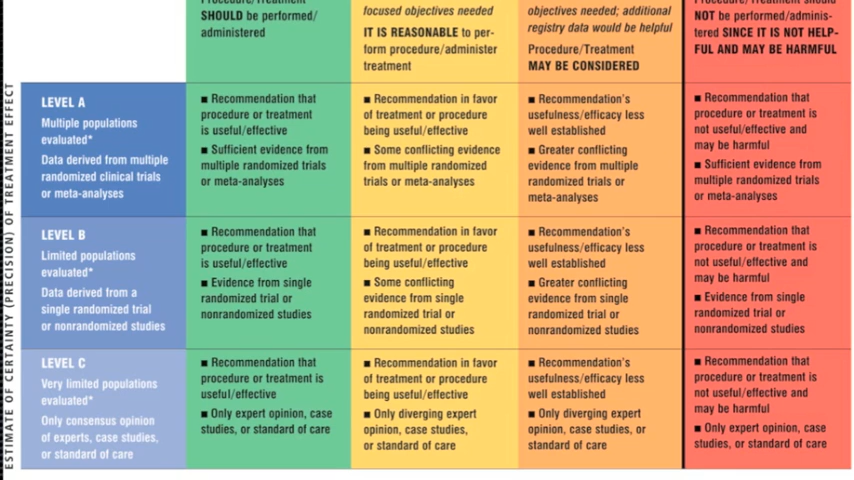 Procedure/Treatment
SHOULD be performed/
administered
focused objectives needed
IT IS REASONABLE to per-
form procedure/administer
treatment
objectives needed; additional
registry data would be helpful
Procedure/Treatment
MAY BE CONSIDERED
Procedure/Treatment should
NOT be performed/adminis-
tered SINCE IT IS NOT HELP-
FUL AND MAY BE HARMFUL
ESTIMATE OF CERTAINTY (PRECISION) OF TREATMENT EFFECT
LEVEL A
Multiple populations
evaluated*
Data derived from multiple
randomized clinical trials
or meta-analyses
■ Recommendation that
procedure or treatment
is useful/effective
■ Sufficient evidence from
multiple randomized trials
or meta-analyses
■ Recommendation in favor
of treatment or procedure
being useful/effective
■ Some conflicting evidence
from multiple randomized
trials or meta-analyses
■ Recommendation's
usefulness/efficacy less
well established
■ Greater conflicting
evidence from multiple
randomized trials or
meta-analyses
■ Recommendation that
procedure or treatment is
not useful/effective and
may be harmful
■ Sufficient evidence from
multiple randomized trials
or meta-analyses
LEVEL B
Limited populations
evaluated*
Data derived from a
single randomized trial
or nonrandomized studies
■ Recommendation that
procedure or treatment
is useful/effective
■ Evidence from single
randomized trial or
nonrandomized studies
■ Recommendation in favor
of treatment or procedure
being useful/effective
■ Some conflicting
evidence from single
randomized trial or
nonrandomized studies
■ Recommendation's
usefulness/efficacy less
well established
■ Greater conflicting
evidence from single
randomized trial or
nonrandomized studies
■ Recommendation that
procedure or treatment is
not useful/effective and
may be harmful
■ Evidence from single
randomized trial or
nonrandomized studies
LEVEL C
Very limited populations
evaluated*
Only consensus opinion
of experts, case studies,
or standard of care
■ Recommendation that
procedure or treatment is
useful/effective
■ Only expert opinion, case
studies, or standard of care
■ Recommendation in favor
of treatment or procedure
being useful/effective
■ Only diverging expert
opinion, case studies,
or standard of care
■ Recommendation's
usefulness/efficacy less
well established
■ Only diverging expert
opinion, case studies, or
standard of care
■ Recommendation that
procedure or treatment is
not useful/effective and
may be harmful
■ Only expert opinion, case
studies, or standard of care